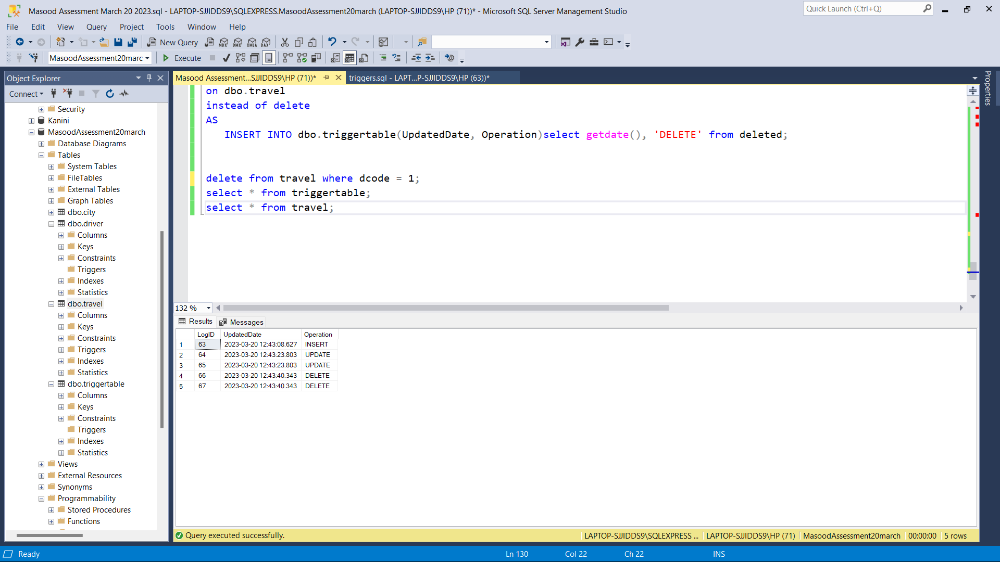 Masood Assessment March 20 2023.sql - LAPTOP-SJJIDDS9\SQLEXPRESS.MasoodAssessment20march (LAPTOP-SJJIDDS9\HP (71))* - Microsoft SQL Server Management Studio
Quick Launch (Ctrl+Q)
File Edit View Query Project Tools Window Help
New Query MDX DMX XMLA DAX
MasoodAssessment20marc Execute
Object Explorer
Connect
Security
Kanini
MasoodAssessment20march
Database Diagrams
Tables
System Tables
FileTables
External Tables
Graph Tables
dbo.city
dbo.driver
Columns
Keys
Constraints
Triggers
Indexes
Statistics
dbo.travel
Columns
Keys
Constraints
Triggers
Indexes
Statistics
dbo.triggertable
Columns
Keys
Constraints
Triggers
Indexes
Statistics
Views
External Resources
Synonyms
Programmability
Stored Procedures
Functions
Masood Assessment...SJJIDDS9\HP (71))* triggers.sql - LAPT...P-SJJIDDS9\HP (63))*
Properties
on dbo.travel
instead of delete
AS
INSERT INTO dbo.triggertable(UpdatedDate, Operation)select getdate(), 'DELETE' from deleted;
delete from travel where dcode = 1;
select * from triggertable;
select * from travel;
132 %
Results Messages
LogID UpdatedDate Operation
1 63 2023-03-20 12:43:08.627 INSERT
2 64 2023-03-20 12:43:23.803 UPDATE
3 65 2023-03-20 12:43:23.803 UPDATE
4 66 2023-03-20 12:43:40.343 DELETE
5 67 2023-03-20 12:43:40.343 DELETE
Query executed successfully. LAPTOP-SJJIDDS9\SQLEXPRESS ... LAPTOP-SJJIDDS9\HP (71) MasoodAssessment20march 00:00:00 5 rows
Ready Ln 130 Col 22 Ch 22 INS